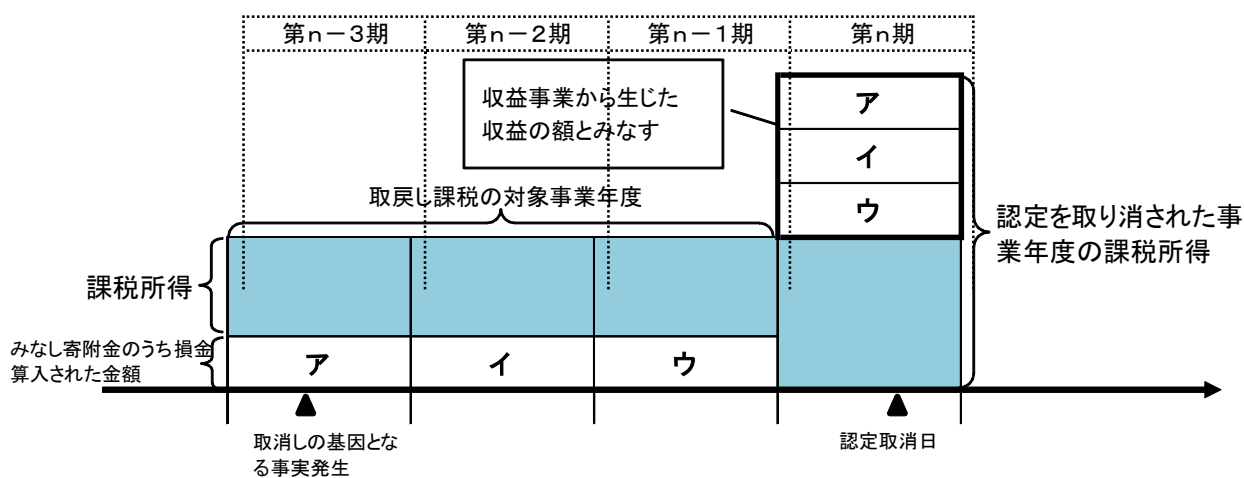 第n－3期
第n－2期
第n－1期
第n期
収益事業から生じた
収益の額とみなす
ア
イ
ウ
取戻し課税の対象事業年度
認定を取り消された事
業年度の課税所得
課税所得
みなし寄附金のうち損金
算入された金額
ア
イ
ウ
取消しの基因とな
る事実発生
認定取消日